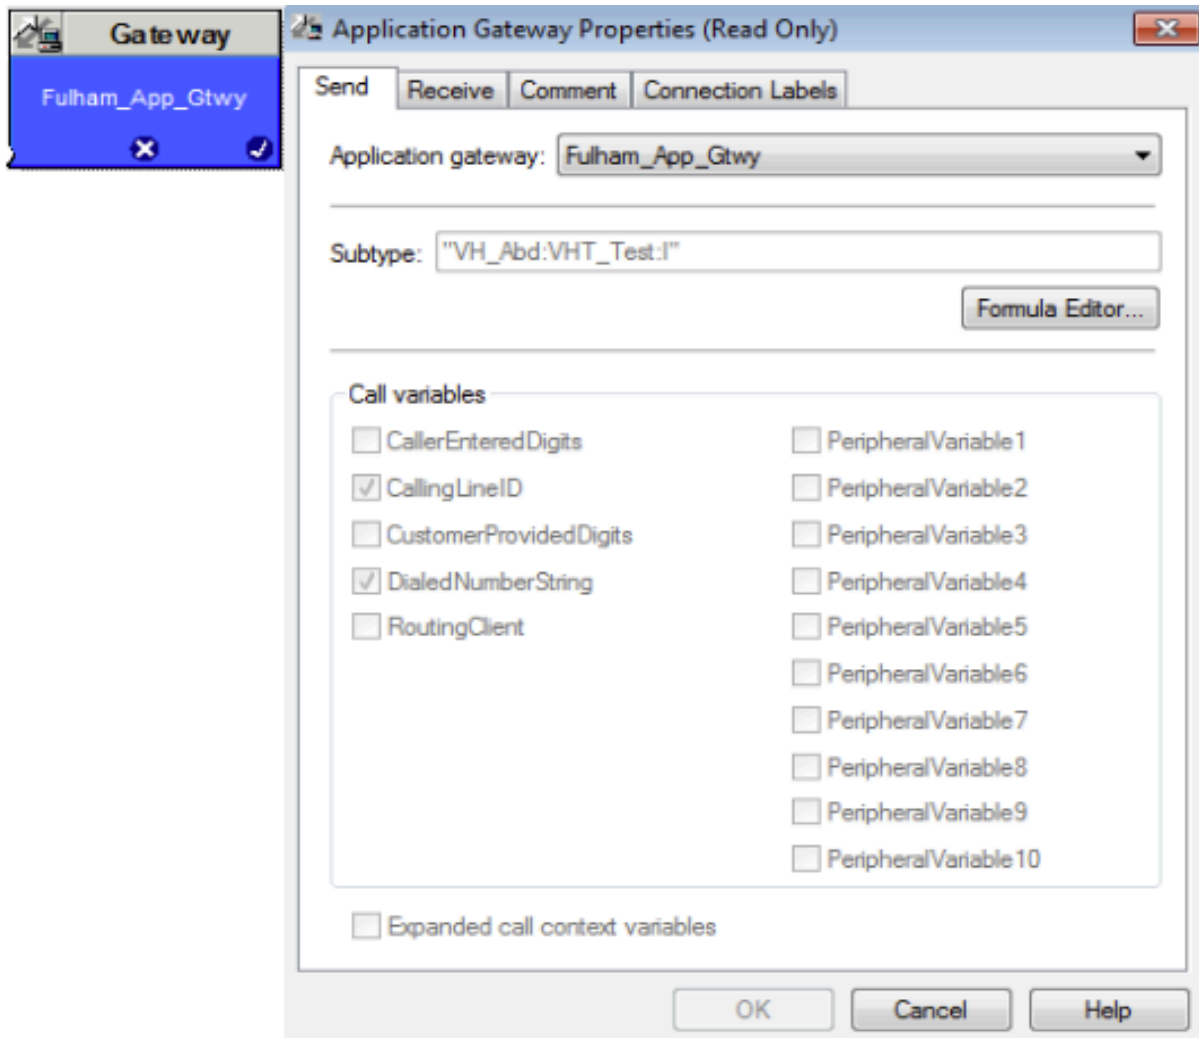 Gateway
Fulham_App_Gtwy
Application Gateway Properties (Read Only)
Send Receive Comment Connection Labels
Application gateway: Fulham_App_Gtwy
Subtype: "VH_Abd:VHT_Test:I"
Formula Editor...
Call variables
CallerEnteredDigits PeripheralVariable1
CallingLineID PeripheralVariable2
CustomerProvidedDigits PeripheralVariable3
DialedNumberString PeripheralVariable4
RoutingClient PeripheralVariable5
PeripheralVariable6
PeripheralVariable7
PeripheralVariable8
PeripheralVariable9
PeripheralVariable10
Expanded call context variables
OK Cancel Help